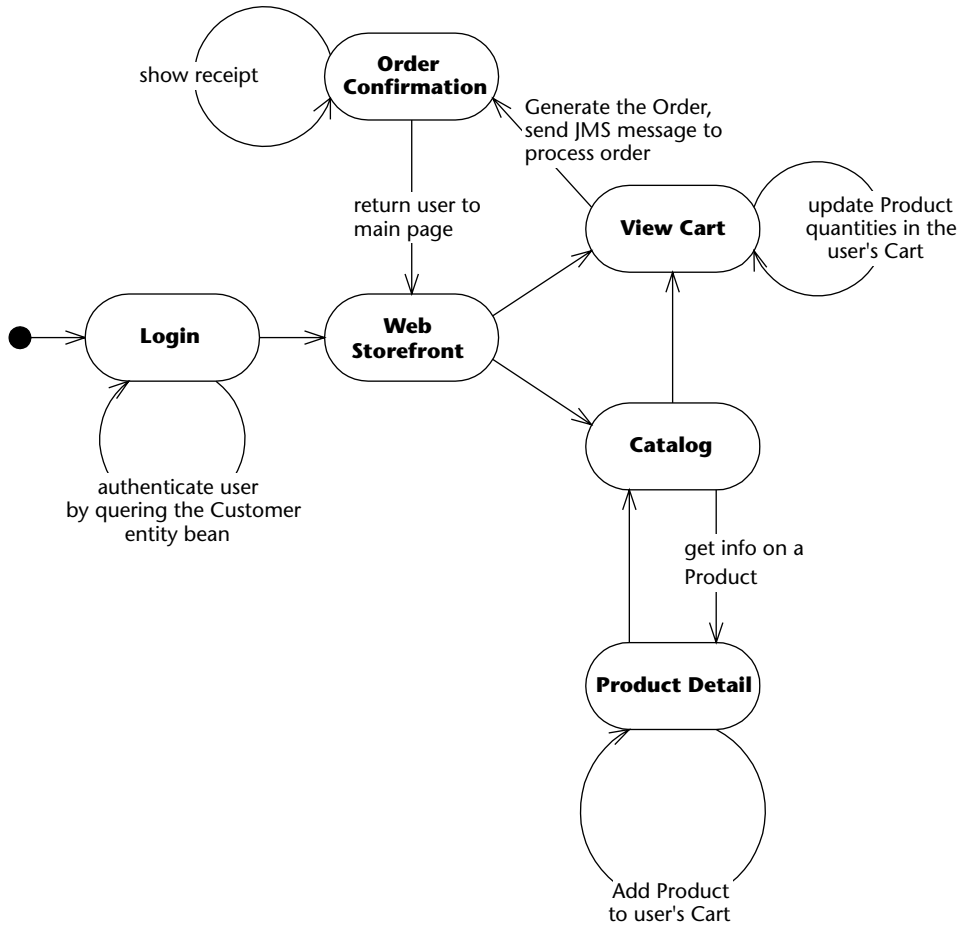 Order
Confirmation
show receipt
Generate the Order,
send JMS message to
process order
return user to
main page
View Cart
update Product
quantities in the
user's Cart
Login
Web
Storefront
Catalog
authenticate user
by quering the Customer
entity bean
get info on a
Product
Product Detail
Add Product
to user's Cart